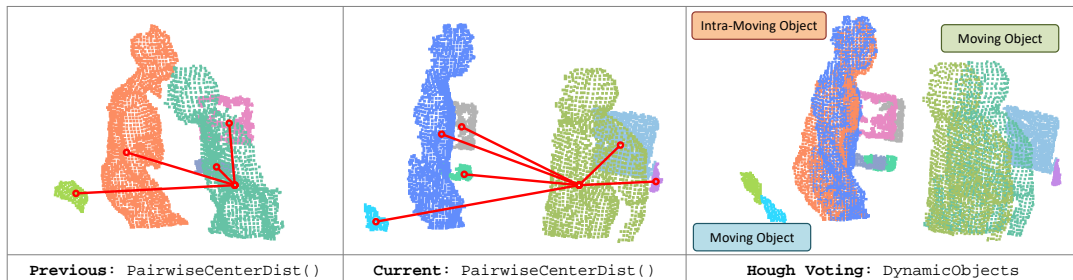 Intra-Moving Object
Moving Object
Moving Object
Previous: PairwiseCenterDist()
Current: PairwiseCenterDist()
Hough Voting: DynamicObjects